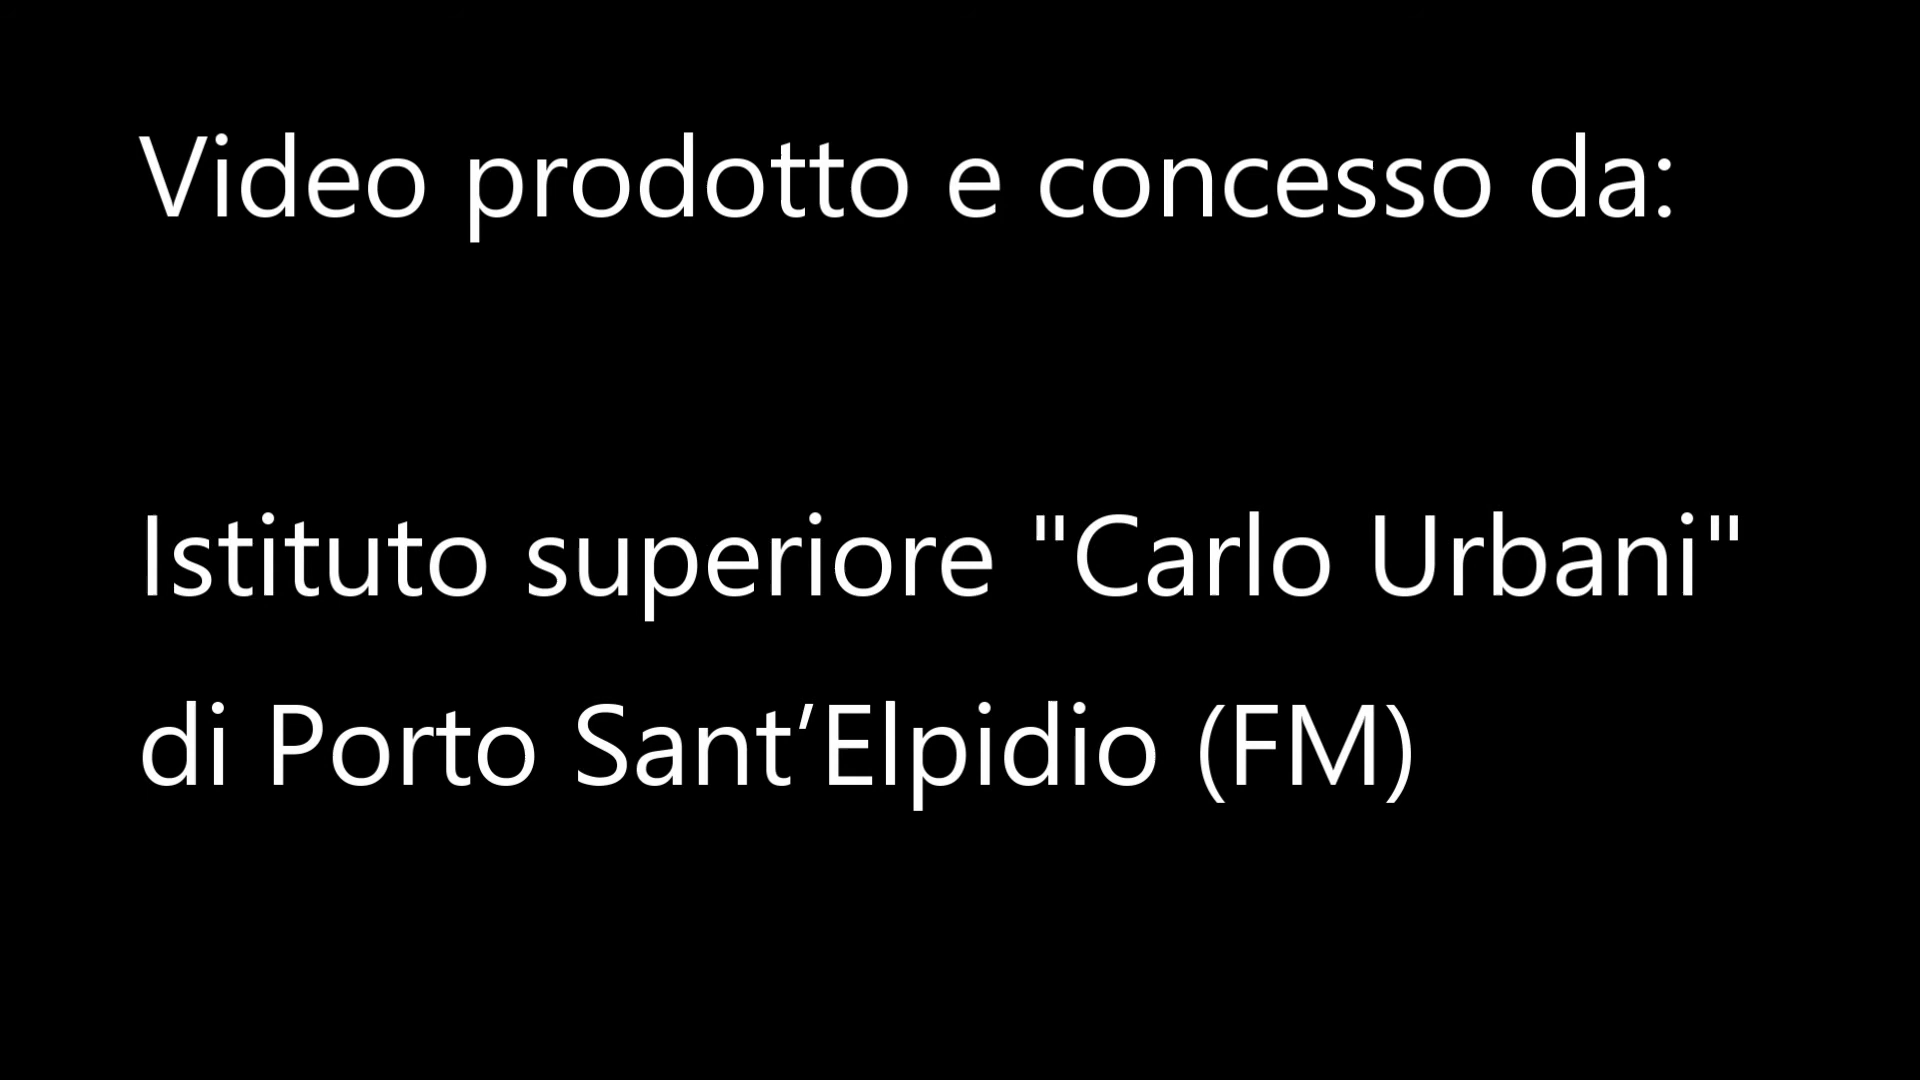 Video prodotto e concesso da:
Istituto superiore "Carlo Urbani"
di Porto Sant’Elpidio (FM)